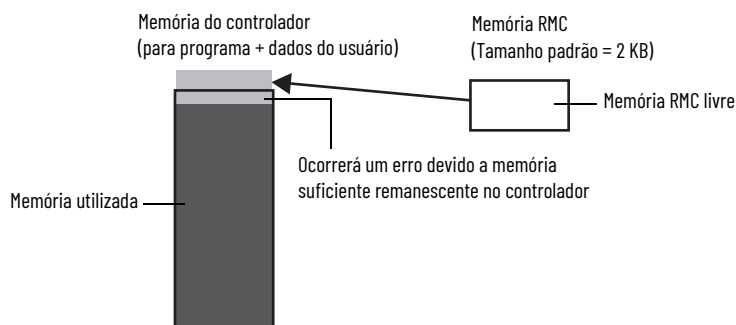 Memória do controlador
(para programa + dados do usuário)
Memória RMC
(Tamanho padrão = 2 KB)
Memória RMC livre
Ocorrerá um erro devido a memória
suficiente remanescente no controlador
Memória utilizada